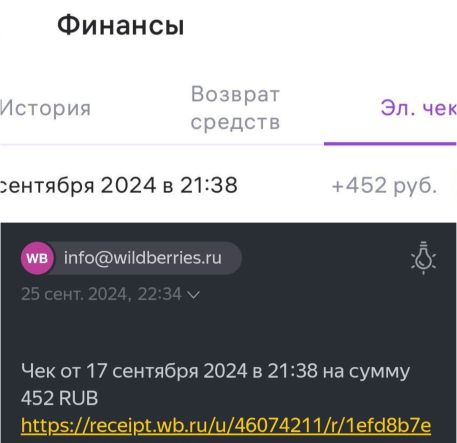 Финансы
История
Возврат
средств
Эл. чек
сентября 2024 в 21:38
+452 руб.
WB
info@wildberries.ru
25 сент. 2024, 22:34
Чек от 17 сентября 2024 в 21:38 на сумму
452 RUB
https://receipt.wb.ru/u/46074211/r/1efd8b7e